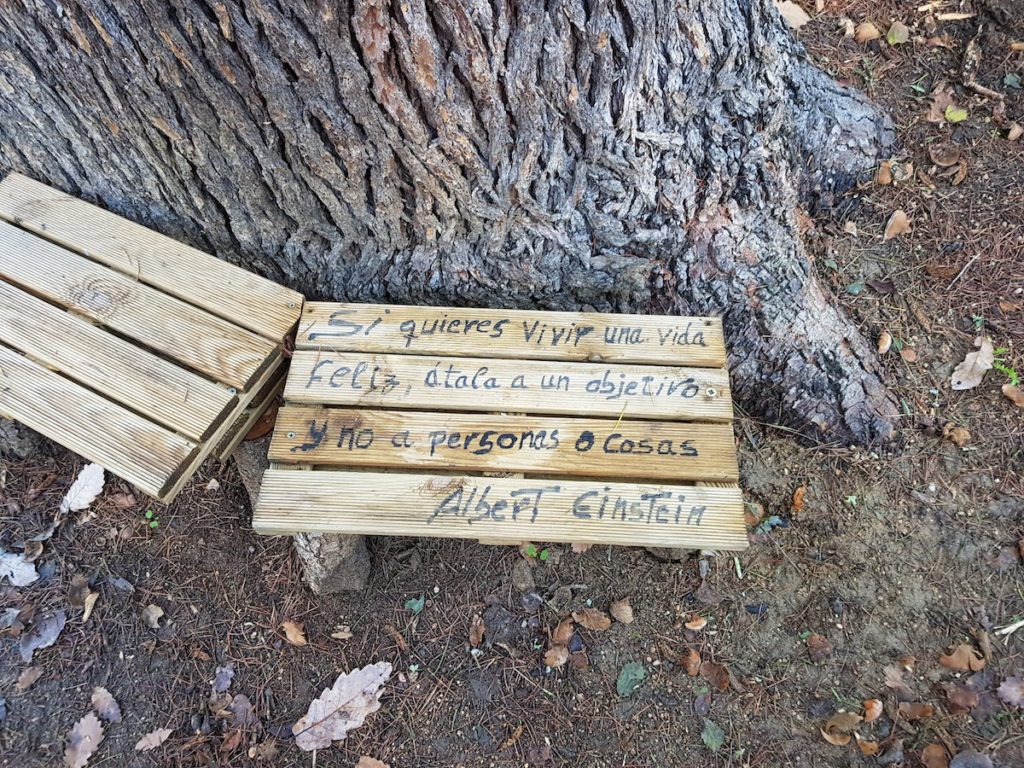 Si quieres vivir una vida
Feliz, átala a un objetivo
Y no a personas o cosas
Albert Einstein